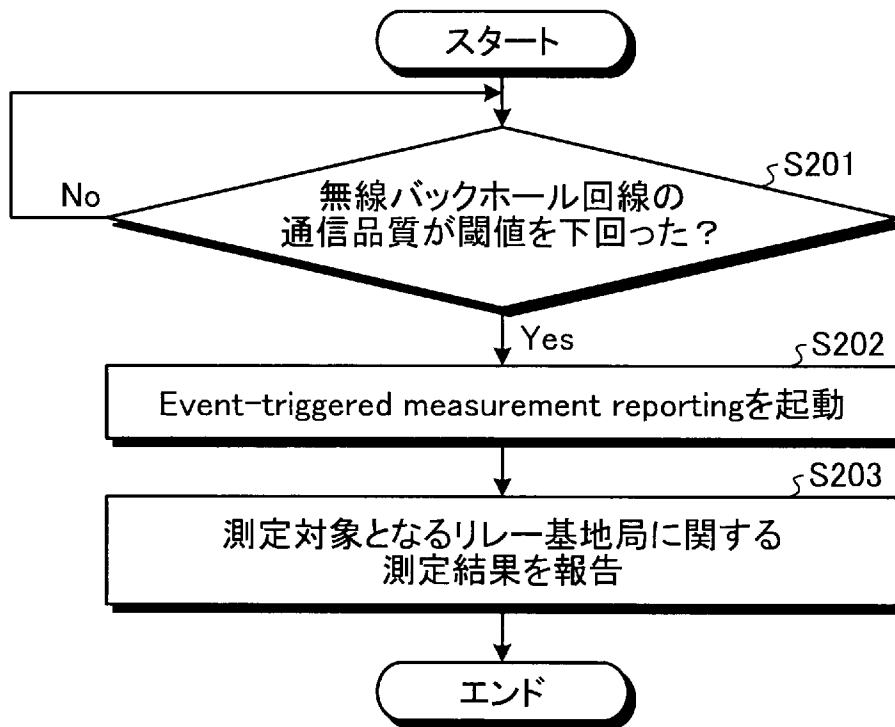 スタート
S201
No
無線バックホール回線の
通信品質が閾値を下回った？
Yes
S202
Event-triggered measurement reportingを起動
S203
測定対象となるリレー基地局に関する
測定結果を報告
エンド